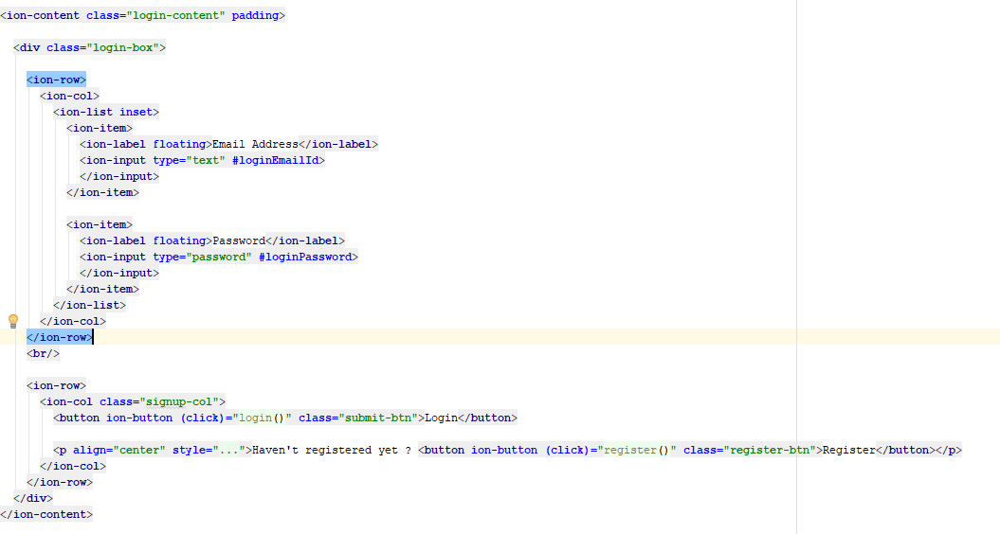 <ion-content class="login-content" padding>
<div class="login-box">
<ion-row>
<ion-col>
<ion-list inset>
<ion-item>
<ion-label floating>Email Address</ion-label>
<ion-input type="text" #loginEmailId>
</ion-input>
</ion-item>
<ion-item>
<ion-label floating>Password</ion-label>
<ion-input type="password" #loginPassword>
</ion-input>
</ion-item>
</ion-list>
</ion-col>
</ion-row>
<br/>
<ion-row>
<ion-col class="signup-col">
<button ion-button (click)="login()" class="submit-btn">Login</button>
<p align="center" style="...">Haven't registered yet ? <button ion-button (click)="register()" class="register-btn">Register</button></p>
</ion-col>
</ion-row>
</div>
</ion-content>